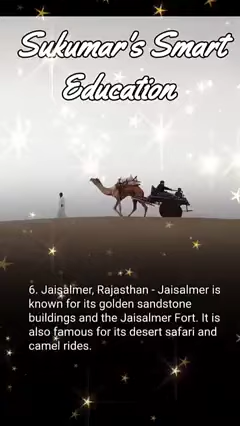 Sukumar's Smart
Education
6. Jaisalmer, Rajasthan - Jaisalmer is
known for its golden sandstone
buildings and the Jaisalmer Fort. It is
also famous for its desert safari and
camel rides.